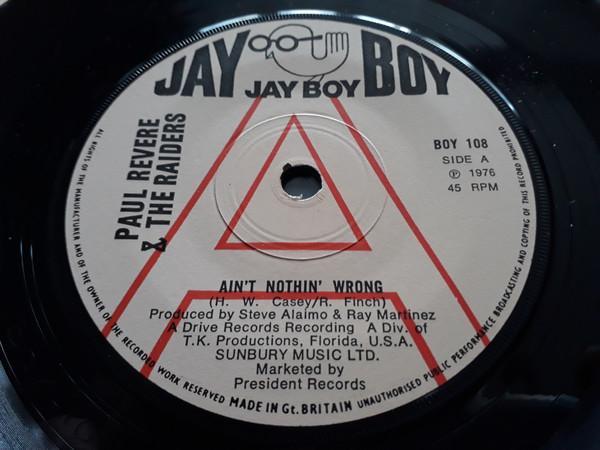 JAY BOY
JAY BOY
PAUL REVERE
& THE RAIDERS
BOY 108
SIDE A
℗ 1976
45 RPM
A
AIN'T NOTHIN' WRONG
(H. W. Casey/R. Finch)
Produced by Steve Alaimo & Ray Martinez
A Drive Records Recording A Div. of
T.K. Productions, Florida, U.S.A.
SUNBURY MUSIC LTD.
Marketed by
President Records
ALL RIGHTS OF THE MANUFACTURER AND OF THE OWNER OF THE RECORDED WORK RESERVED MADE IN Gt. BRITAIN UNAUTHORISED PUBLIC PERFORMANCE BROADCASTING AND COPYING OF THIS RECORD PROHIBITED